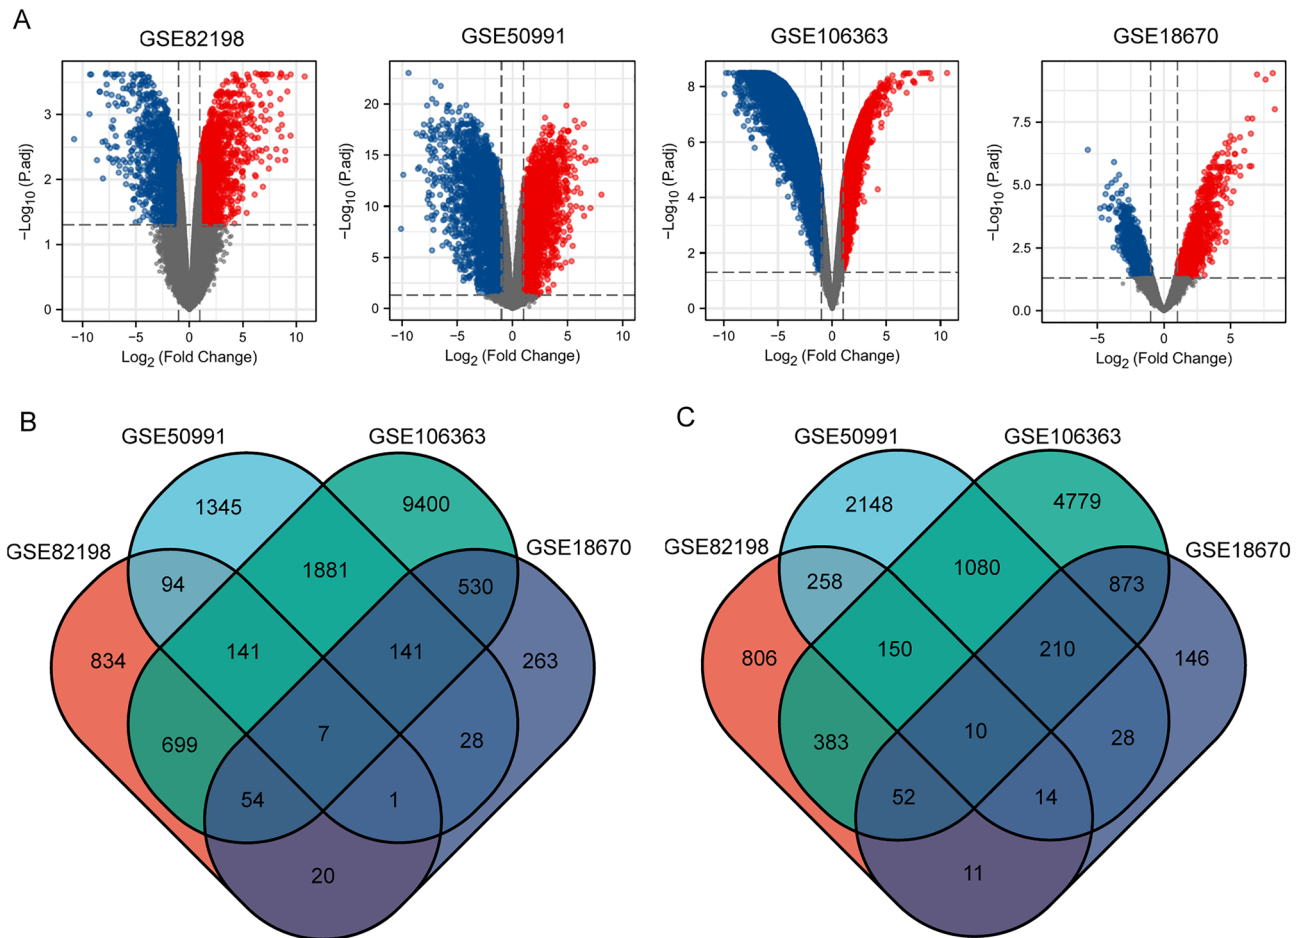 A
GSE82198
GSE50991
GSE106363
GSE18670
−Log10 (P.adj)
3
2
1
0
−10
−5
0
5
10
Log2 (Fold Change)
−Log10 (P.adj)
20
15
10
5
0
−10
−5
0
5
10
Log2 (Fold Change)
−Log10 (P.adj)
8
6
4
2
0
−10
−5
0
5
10
Log2 (Fold Change)
−Log10 (P.adj)
7.5
5.0
2.5
0.0
−5
0
5
Log2 (Fold Change)
B
GSE50991
GSE106363
GSE82198
GSE18670
1345
9400
94
1881
530
834
141
141
263
699
7
28
54
1
20
C
GSE50991
GSE106363
GSE82198
GSE18670
2148
4779
258
1080
873
806
150
210
146
383
10
28
52
14
11